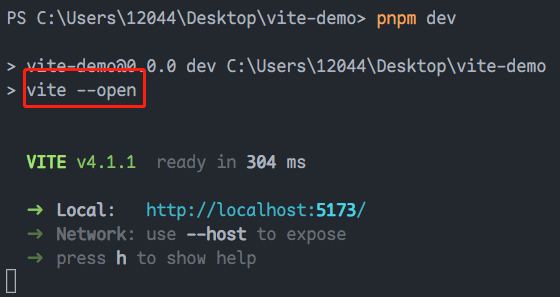 PS C:\Users\12044\Desktop\vite-demo> pnpm dev
> vite-demo@0.0.0 dev C:\Users\12044\Desktop\vite-demo
> vite --open
VITE v4.1.1 ready in 304 ms
➜ Local: http://localhost:5173/
➜ Network: use --host to expose
➜ press h to show help